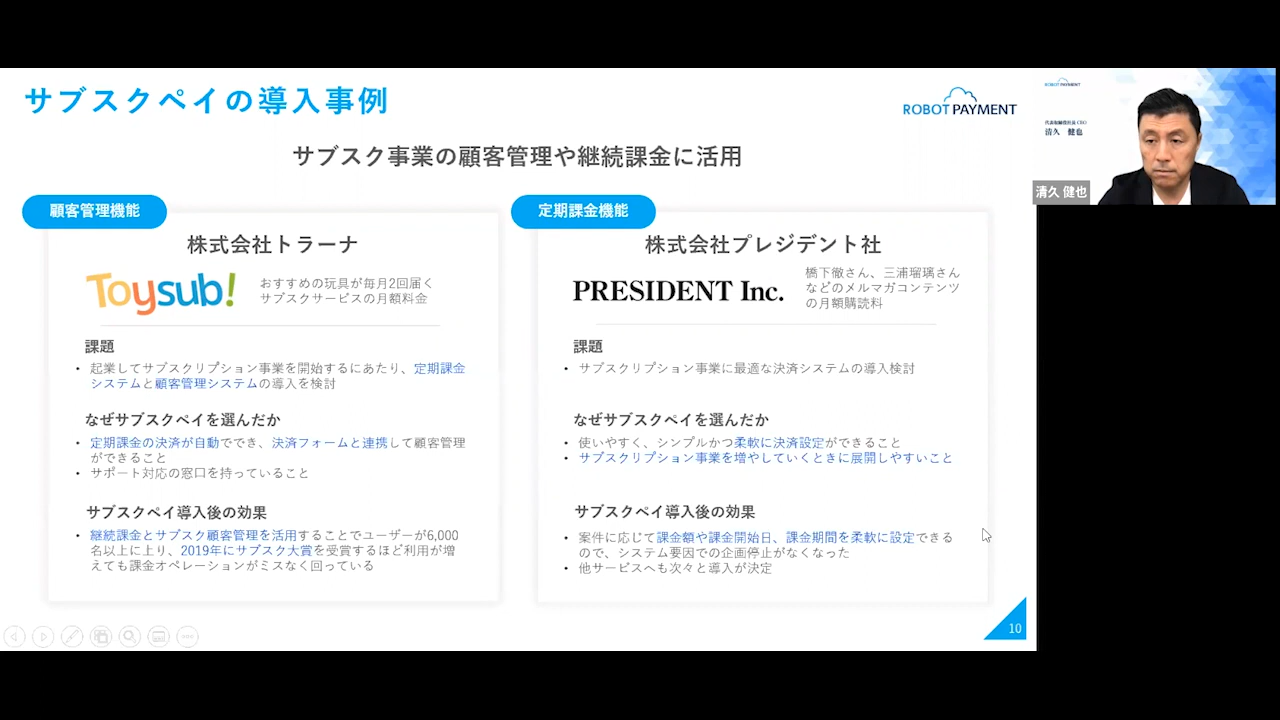 サブスクペイの導入事例
ROBOT PAYMENT
サブスク事業の顧客管理や継続課金に活用
顧客管理機能
株式会社トラーナ
Toysub!
おすすめの玩具が毎月2回届く
サブスクサービスの月額料金
課題
• 起業してサブスクリプション事業を開始するにあたり、定期課金
システムと顧客管理システムの導入を検討
なぜサブスクペイを選んだか
• 定期課金の決済が自動でき、決済フォームと連携して顧客管理
ができること
• サポート対応の窓口を持っていること
サブスクペイ導入後の効果
• 継続課金とサブスク顧客管理を活用することでユーザーが6,000
名以上に上り、2019年にサブスク大賞を受賞するほど利用が増
えても課金オペレーションがミスなく回っている
定期課金機能
株式会社プレジデント社
PRESIDENT Inc.
橋下徹さん、三浦瑠璃さん
などのメルマガコンテンツ
の月額購読料
課題
• サブスクリプション事業に最適な決済システムの導入検討
なぜサブスクペイを選んだか
• 使いやすく、シンプルかつ柔軟に決済設定ができること
• サブスクリプション事業を増やしていくときに展開しやすいこと
サブスクペイ導入後の効果
• 案件に応じて課金額や課金開始日、課金期間を柔軟に設定できる
ので、システム要因での企画停止がなくなった
• 他サービスへも次々と導入が決定
10
ROBOT PAYMENT
代表取締役社長 CEO
清久 健也
清久 健也